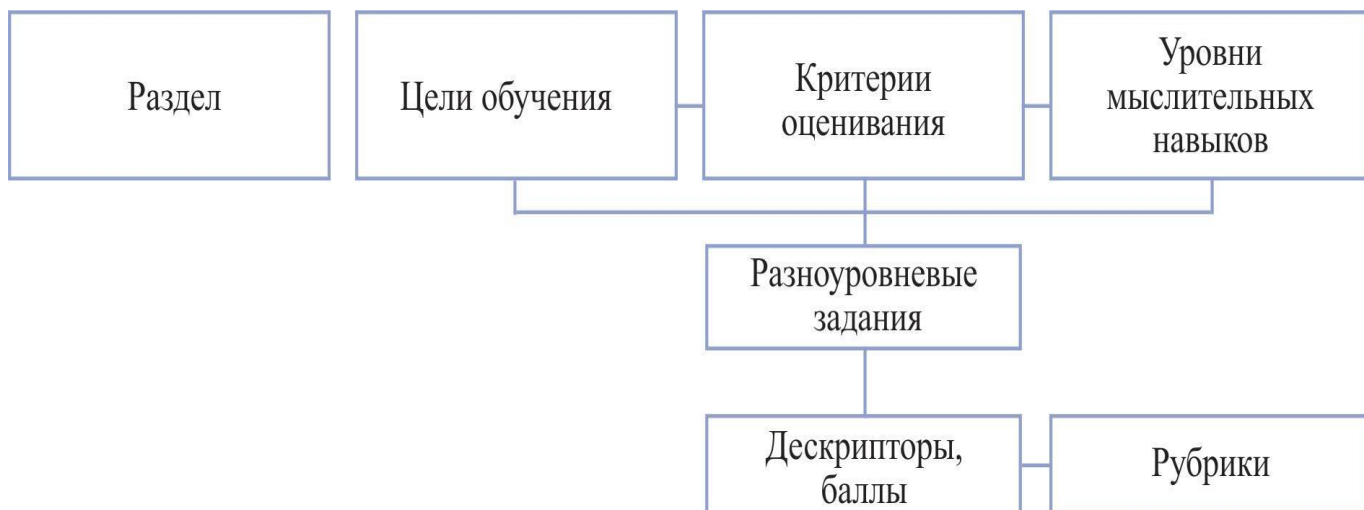 Раздел
Цели обучения
Критерии
оценивания
Уровни
мыслительных
навыков
Разноуровневые
задания
Дескрипторы,
баллы
Рубрики